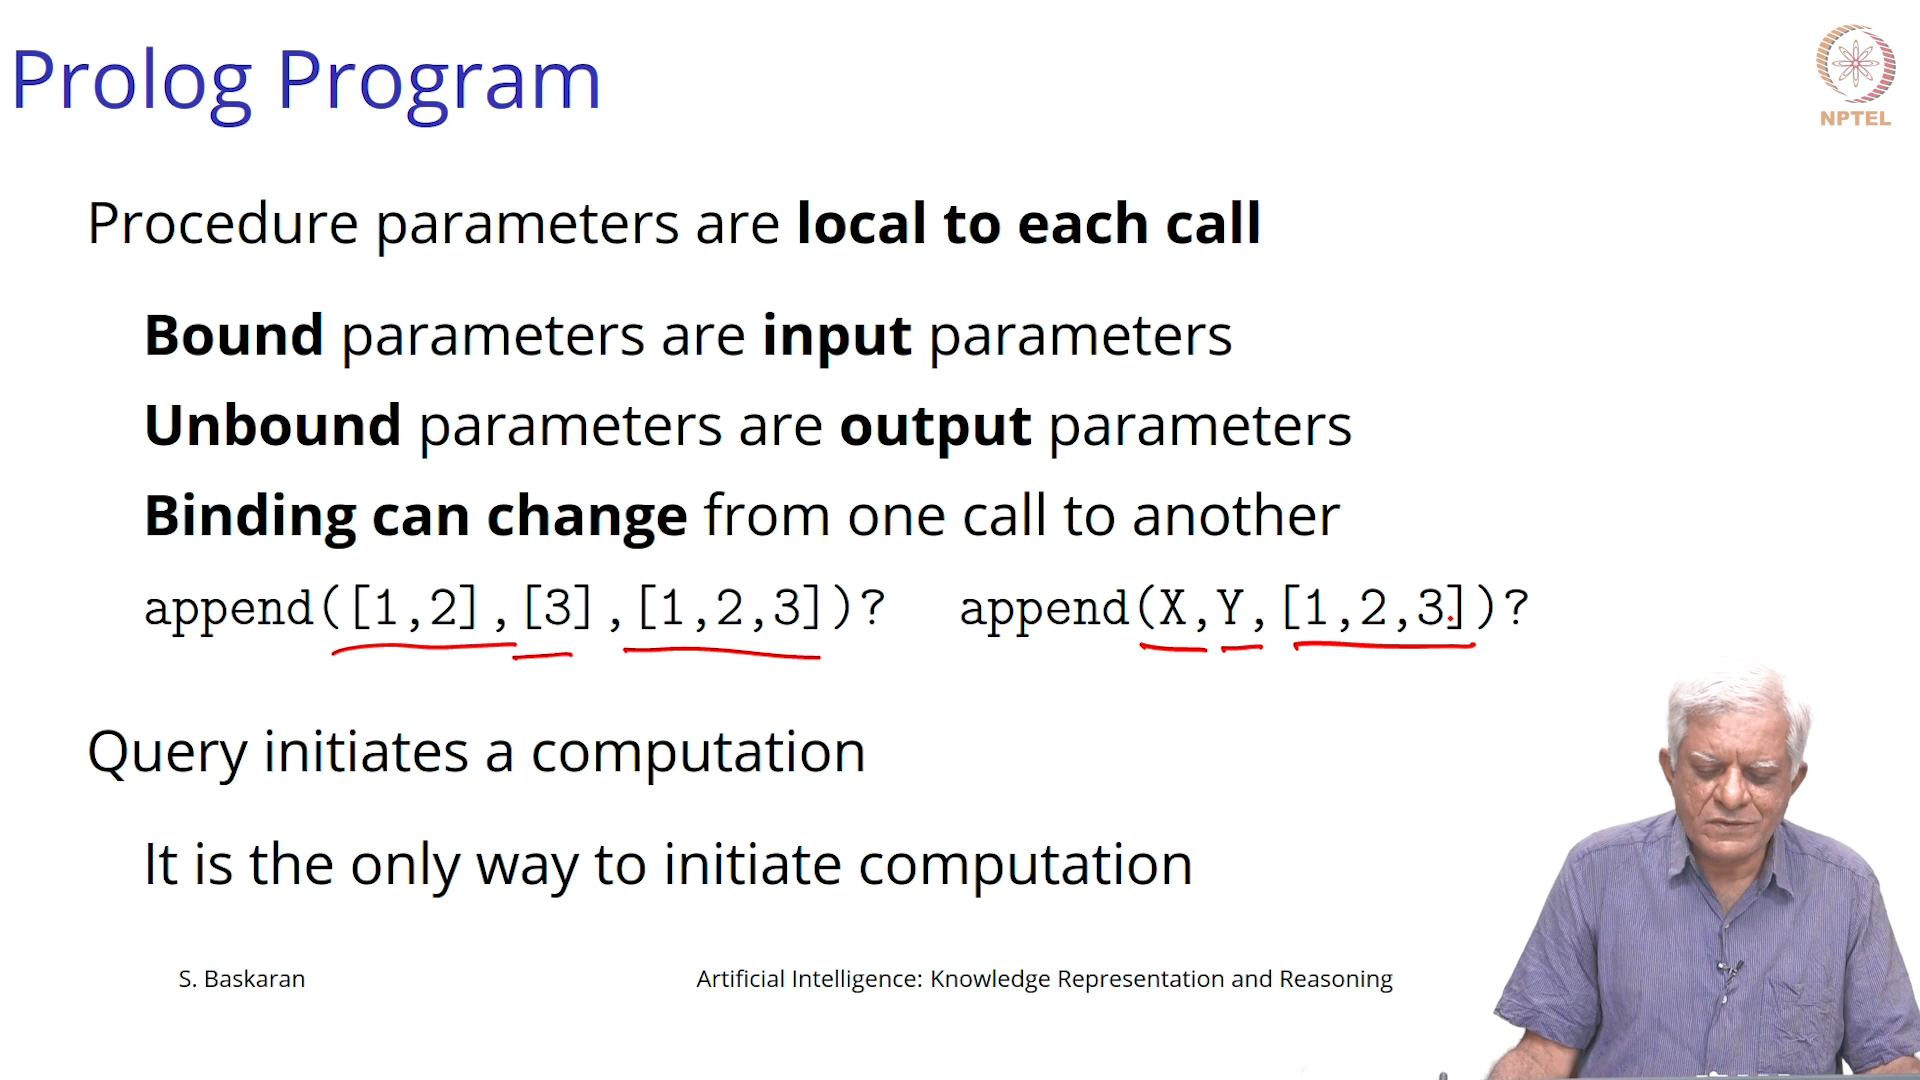 Prolog Program
NPTEL
Procedure parameters are local to each call
Bound parameters are input parameters
Unbound parameters are output parameters
Binding can change from one call to another
append([1,2],[3],[1,2,3])? append(X,Y,[1,2,3])?
Query initiates a computation
It is the only way to initiate computation
S. Baskaran Artificial Intelligence: Knowledge Representation and Reasoning